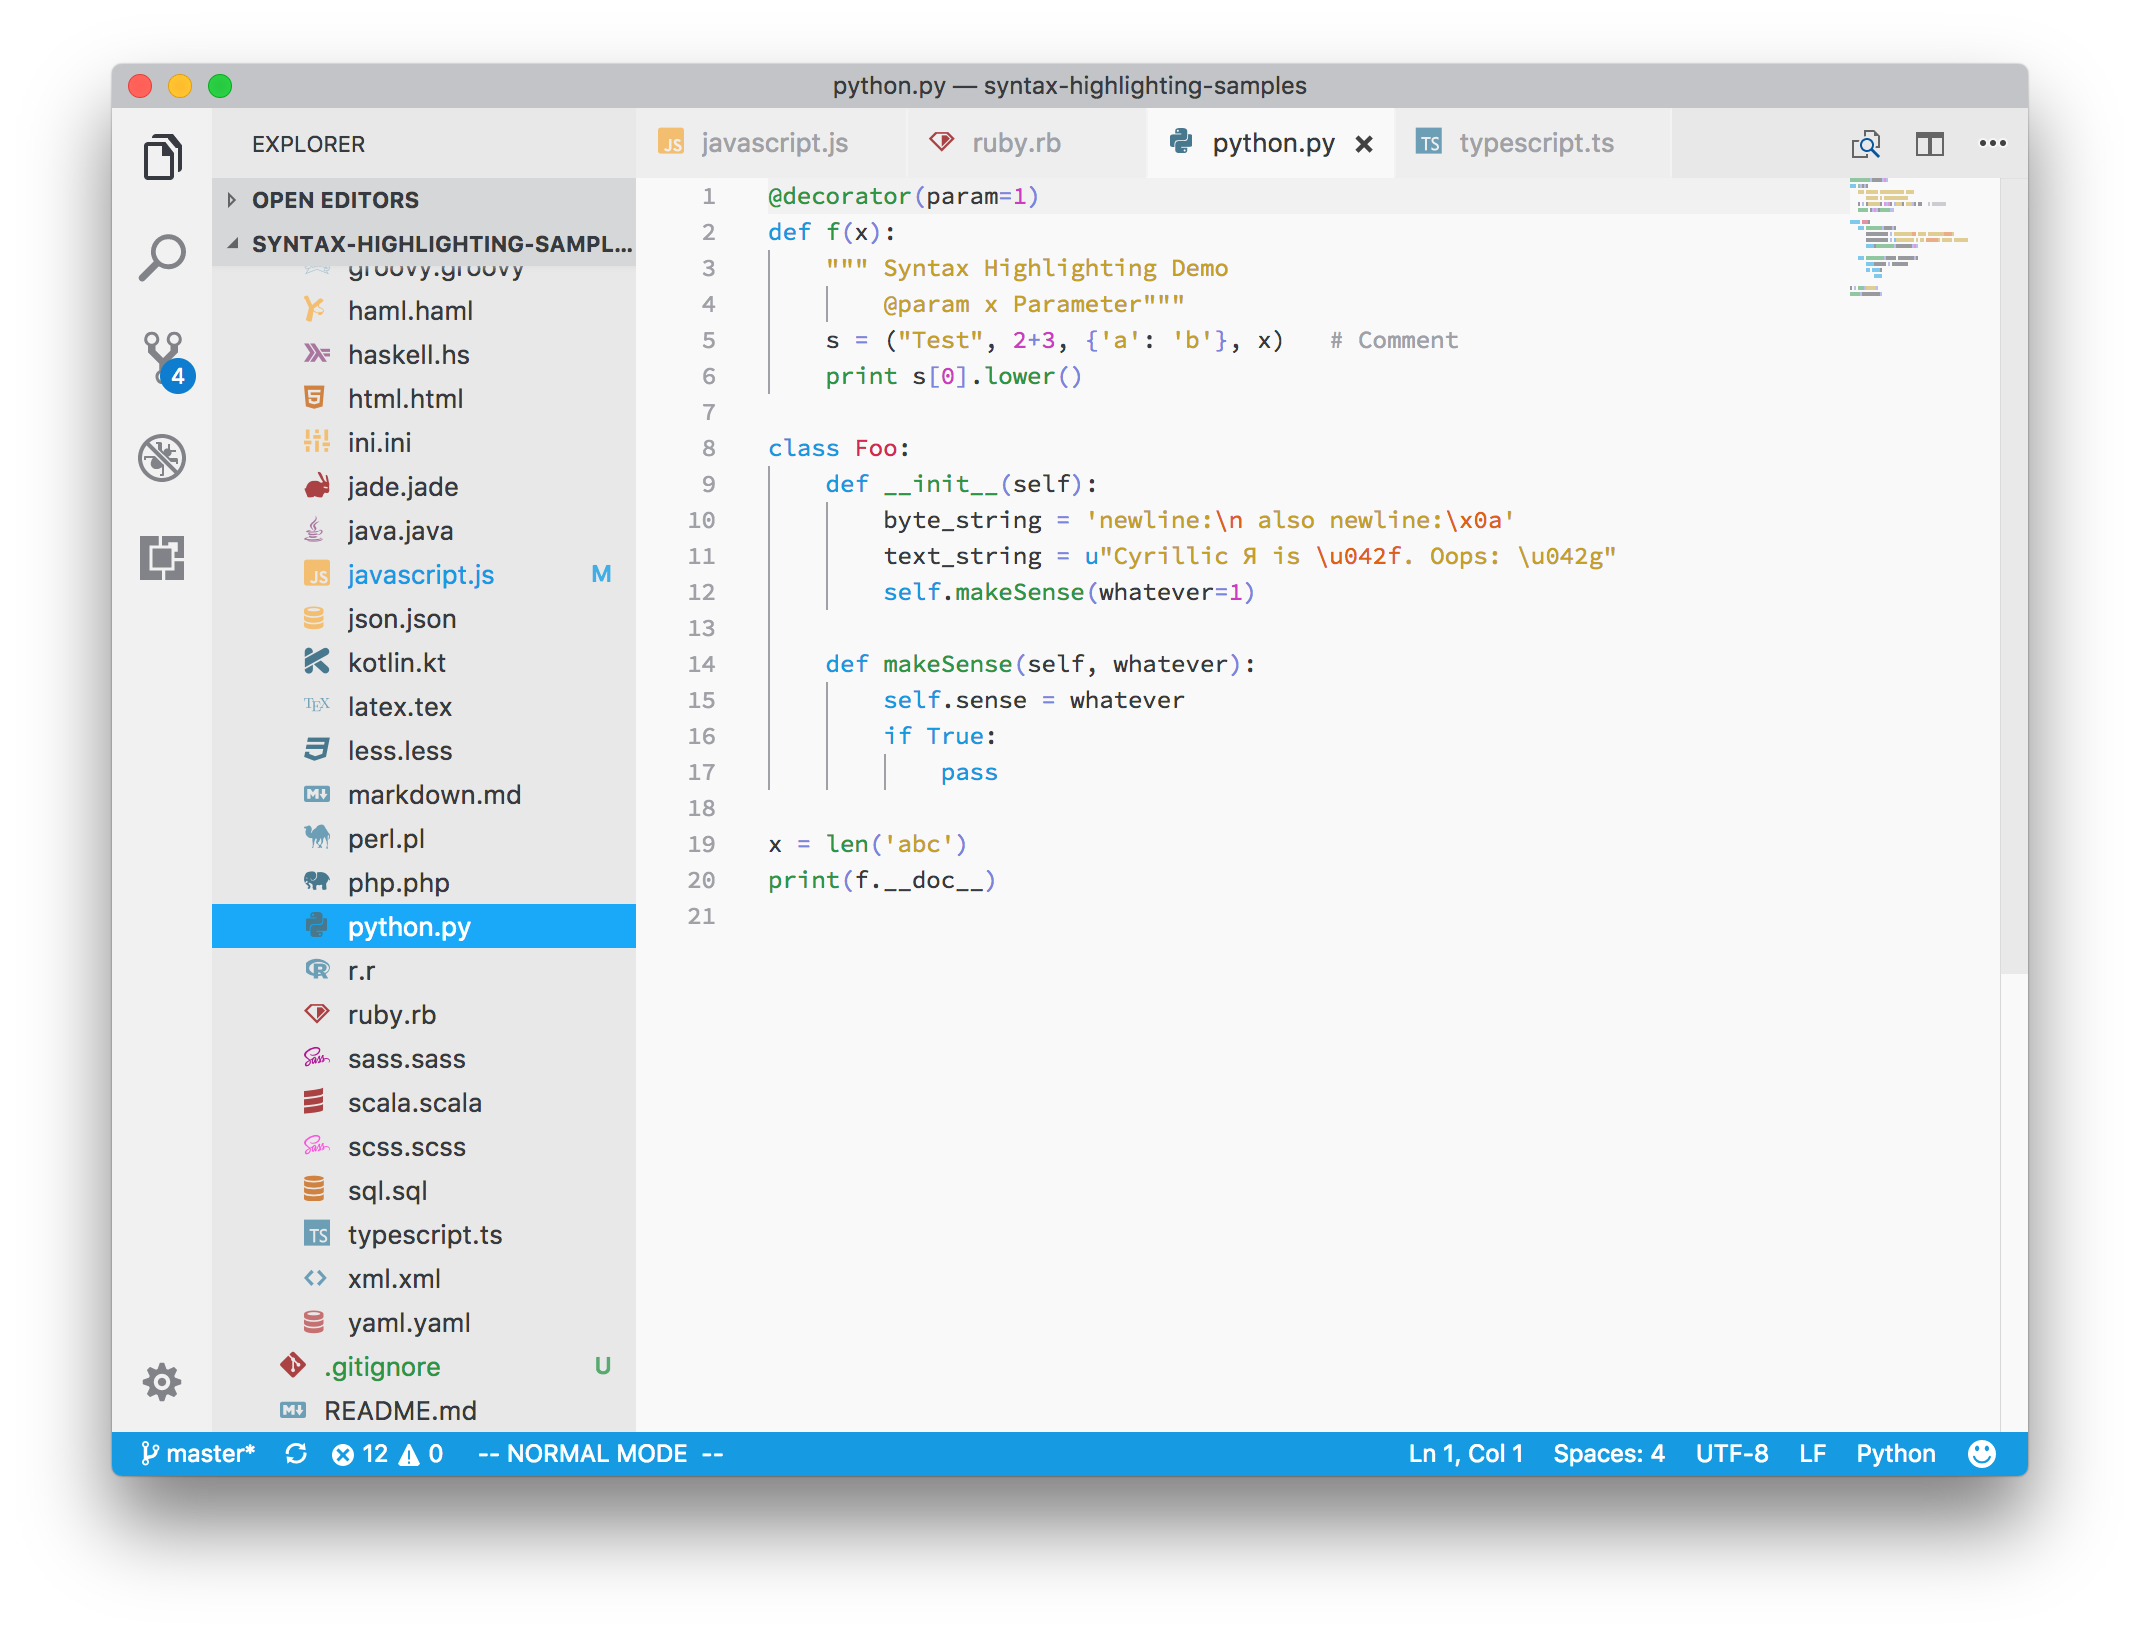 python.py — syntax-highlighting-samples
EXPLORER
OPEN EDITORS
SYNTAX-HIGHLIGHTING-SAMPL...
groovy.groovy
haml.haml
haskell.hs
html.html
ini.ini
jade.jade
java.java
JS javascript.js M
json.json
kotlin.kt
TEX latex.tex
less.less
markdown.md
perl.pl
php.php
python.py
r.r
ruby.rb
sass.sass
scala.scala
scss.scss
sql.sql
TS typescript.ts
xml.xml
yaml.yaml
.gitignore U
README.md
4
JS javascript.js ruby.rb python.py × TS typescript.ts
1 @decorator(param=1)
2 def f(x):
3     """ Syntax Highlighting Demo
4         @param x Parameter"""
5     s = ("Test", 2+3, {'a': 'b'}, x)   # Comment
6     print s[0].lower()
7
8 class Foo:
9     def __init__(self):
10         byte_string = 'newline:\n also newline:\x0a'
11         text_string = u"Cyrillic Я is \u042f. Oops: \u042g"
12         self.makeSense(whatever=1)
13
14     def makeSense(self, whatever):
15         self.sense = whatever
16         if True:
17             pass
18
19 x = len('abc')
20 print(f.__doc__)
21
master* 12 0 -- NORMAL MODE -- Ln 1, Col 1 Spaces: 4 UTF-8 LF Python